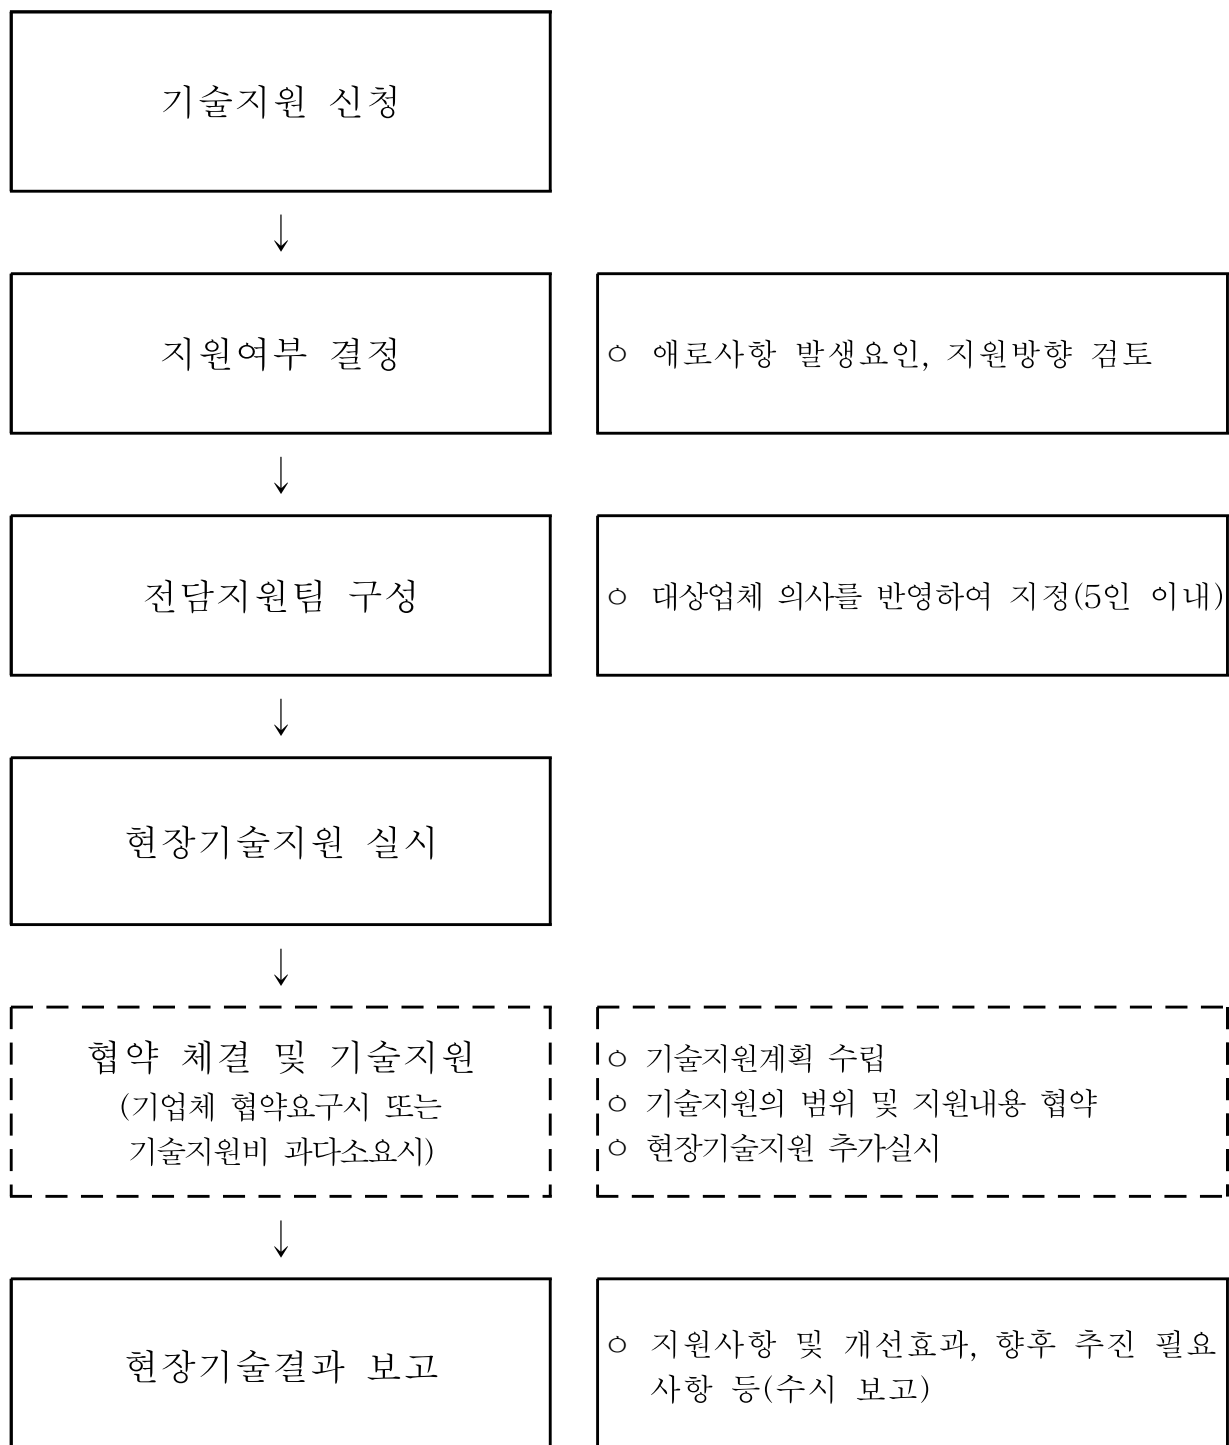 기술지원 신청
↓
지원여부 결정
ㅇ 애로사항 발생요인, 지원방향 검토
↓
전담지원팀 구성
ㅇ 대상업체 의사를 반영하여 지정(5인 이내)
↓
현장기술지원 실시
↓
협약 체결 및 기술지원
(기업체 협약요구시 또는
기술지원비 과다소요시)
ㅇ 기술지원계획 수립
ㅇ 기술지원의 범위 및 지원내용 협약
ㅇ 현장기술지원 추가실시
↓
현장기술결과 보고
ㅇ 지원사항 및 개선효과, 향후 추진 필요
사항 등(수시 보고)